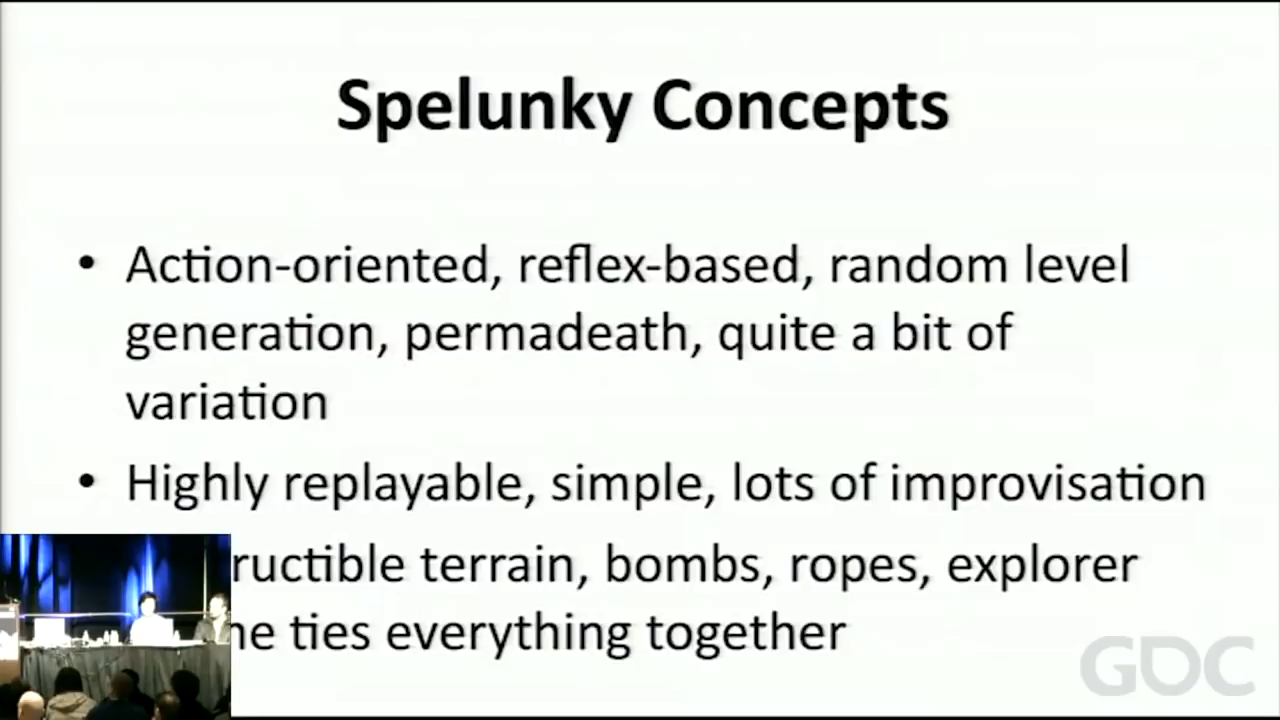 Spelunky Concepts
• Action-oriented, reflex-based, random level
generation, permadeath, quite a bit of
variation
• Highly replayable, simple, lots of improvisation
ructible terrain, bombs, ropes, explorer
ne ties everything together
GDC